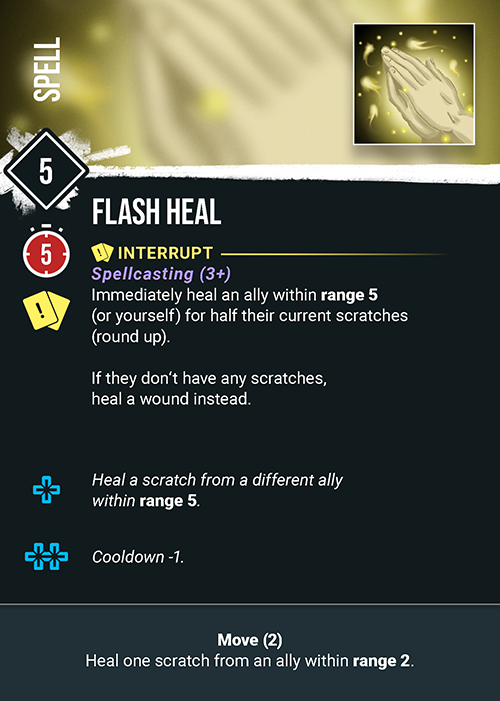 SPELL
5
FLASH HEAL
5
! INTERRUPT
Spellcasting (3+)
!
Immediately heal an ally within range 5
(or yourself) for half their current scratches
(round up).
If they don‘t have any scratches,
heal a wound instead.
Heal a scratch from a different ally
within range 5.
Cooldown -1.
Move (2)
Heal one scratch from an ally within range 2.